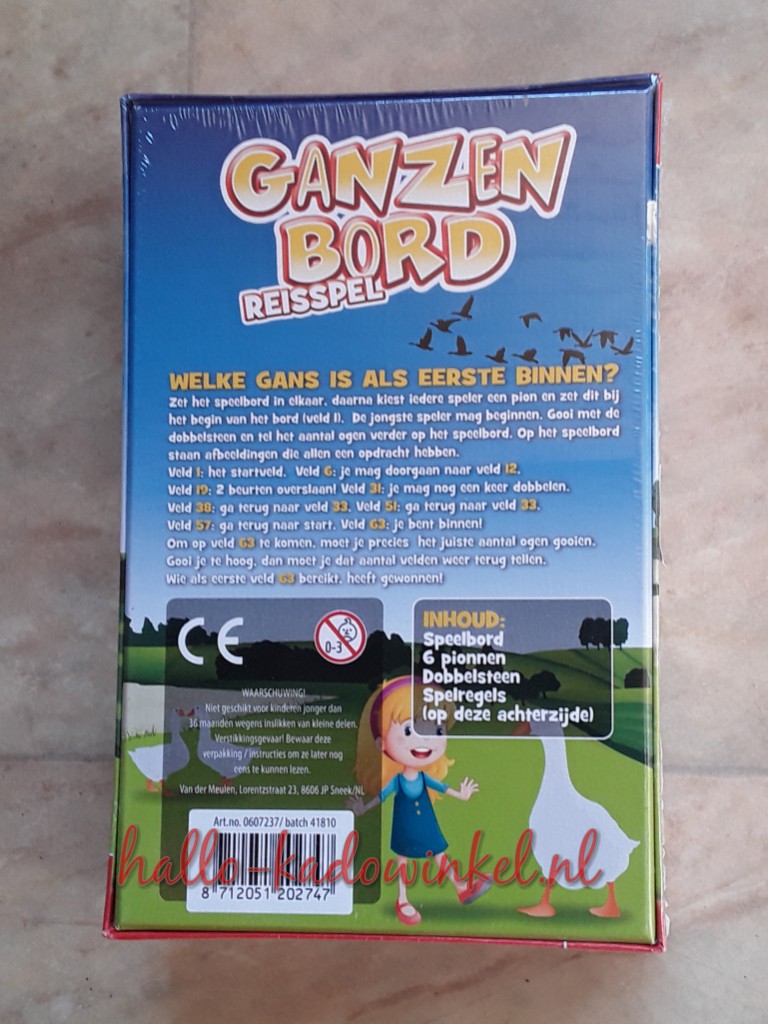 GANZEN
BORD
REISSPEL
WELKE GANS IS ALS EERSTE BINNEN?
Zet het speelbord in elkaar, daarna kiest iedere speler een pion en zet dit bij
het begin van het bord (veld 1). De jongste speler mag beginnen. Gooi met de
dobbelsteen en tel het aantal ogen verder op het speelbord. Op het speelbord
staan afbeeldingen die allen een opdracht hebben.
Veld 1: het startveld. Veld 6: je mag doorgaan naar veld 12.
Veld 19: 2 beurten overslaan! Veld 31: je mag nog een keer dobbelen.
Veld 38: ga terug naar veld 33. Veld 51: ga terug naar veld 33.
Veld 57: ga terug naar start. Veld 63: je bent binnen!
Om op veld 63 te komen, moet je precies het juiste aantal ogen gooien.
Gooi je te hoog, dan moet je dat aantal velden weer terug tellen.
Wie als eerste veld 63 bereikt, heeft gewonnen!
CE
0-3
WAARSCHUWING!
Niet geschikt voor kinderen jonger dan
36 maanden wegens inslikken van kleine delen.
Verstikkingsgevaar! Bewaar deze
verpakking / instructies om ze later nog
eens te kunnen lezen.
Van der Meulen, Lorentzstraat 23, 8606 JP Sneek/NL
INHOUD:
Speelbord
6 pionnen
Dobbelsteen
Spelregels
(op deze achterzijde)
Art.no. 0607237/ batch 41810
8 712051 202747
hallo-kadowinkel.nl